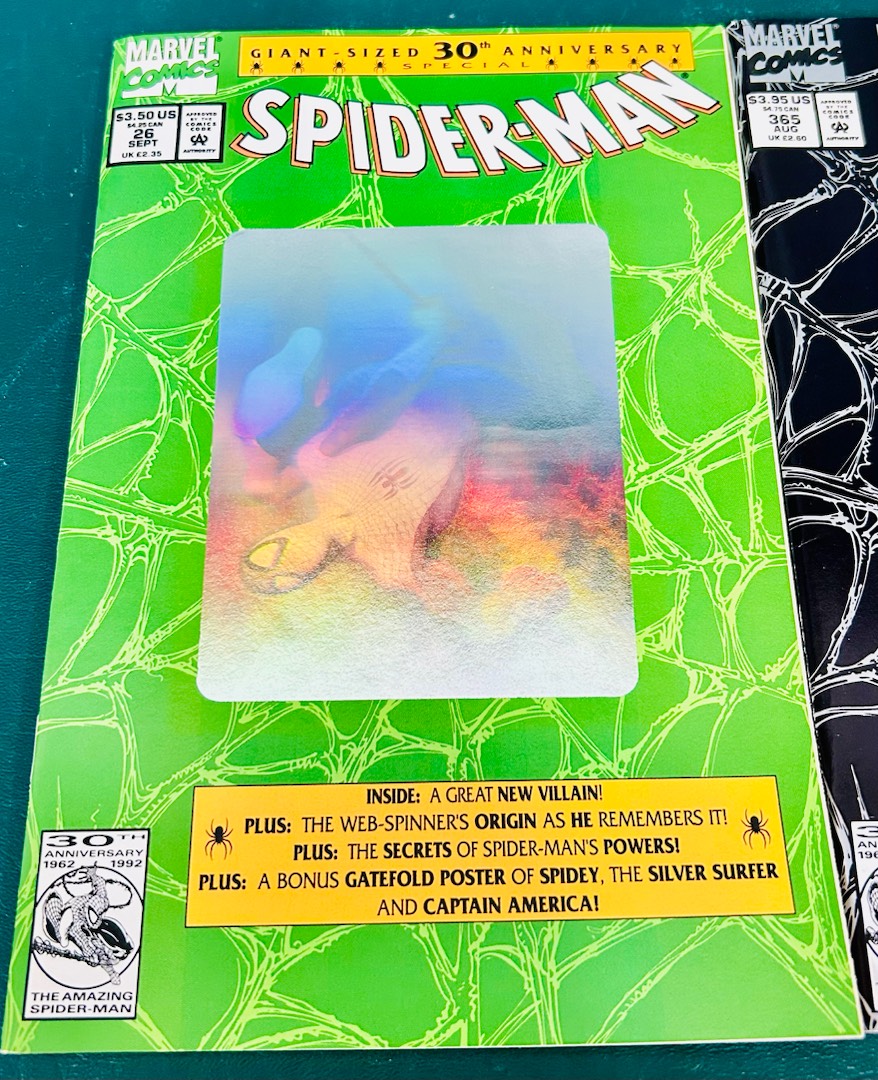 MARVEL
COMICS
M
$3.50 US
$4.25 CAN
26
SEPT
UK £2.35
APPROVED
BY THE
COMICS
CODE
CA
AUTHORITY
GIANT-SIZED 30th ANNIVERSARY
SPECIAL
SPIDER-MAN®
INSIDE: A GREAT NEW VILLAIN!
PLUS: THE WEB-SPINNER'S ORIGIN AS HE REMEMBERS IT!
PLUS: THE SECRETS OF SPIDER-MAN'S POWERS!
PLUS: A BONUS GATEFOLD POSTER OF SPIDEY, THE SILVER SURFER
AND CAPTAIN AMERICA!
30TH
ANNIVERSARY
1962 1992
THE AMAZING
SPIDER-MAN
MARVEL
COMICS
M
$3.95 US
$4.75 CAN
365
AUG
UK £2.60
APPROVED
BY THE
COMICS
CODE
CA
AUTHORITY